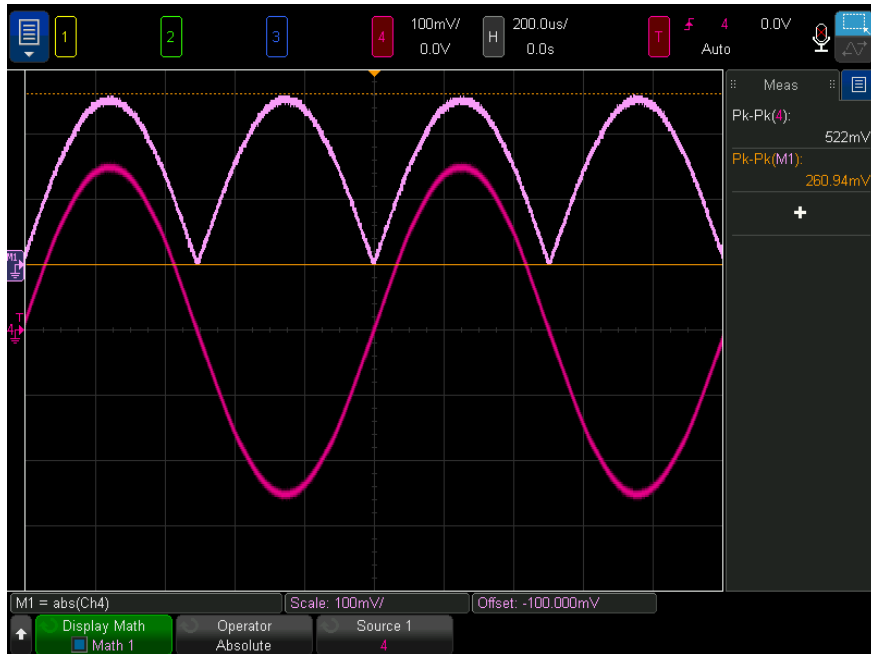 1 2 3 4 100mV/ H 200.0us/ T 4 0.0V
0.0V 0.0s Auto
Meas
Pk-Pk(4):
522mV
Pk-Pk(M1):
260.94mV
+
M1
T
4
M1 = abs(Ch4) Scale: 100mV/ Offset: -100.000mV
Display Math Operator Source 1
Math 1 Absolute 4